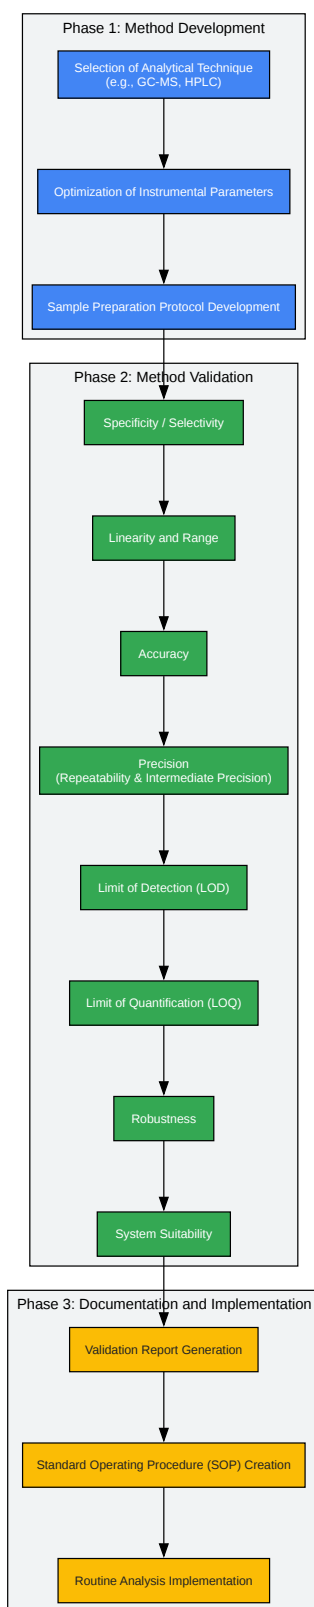 Phase 1: Method Development
Selection of Analytical Technique
(e.g., GC-MS, HPLC)
Optimization of Instrumental Parameters
Sample Preparation Protocol Development
Phase 2: Method Validation
Specificity / Selectivity
Linearity and Range
Accuracy
Precision
(Repeatability & Intermediate Precision)
Limit of Detection (LOD)
Limit of Quantification (LOQ)
Robustness
System Suitability
Phase 3: Documentation and Implementation
Validation Report Generation
Standard Operating Procedure (SOP) Creation
Routine Analysis Implementation